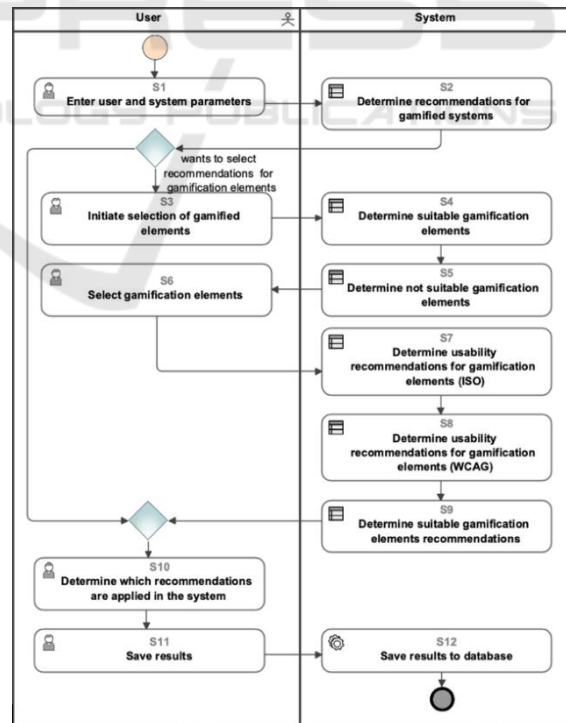 PRESS
LOGY PUBLICATIONS
User
System
S1
Enter user and system parameters
S2
Determine recommendations for
gamified systems
wants to select
recommendations for
gamification elements
S3
Initiate selection of gamified
elements
S4
Determine suitable gamification
elements
S5
Determine not suitable gamification
elements
S6
Select gamification elements
S7
Determine usability
recommendations for gamification
elements (ISO)
S8
Determine usability
recommendations for gamification
elements (WCAG)
S9
Determine suitable gamification
elements recommendations
S10
Determine which recommendations
are applied in the system
S11
Save results
S12
Save results to database